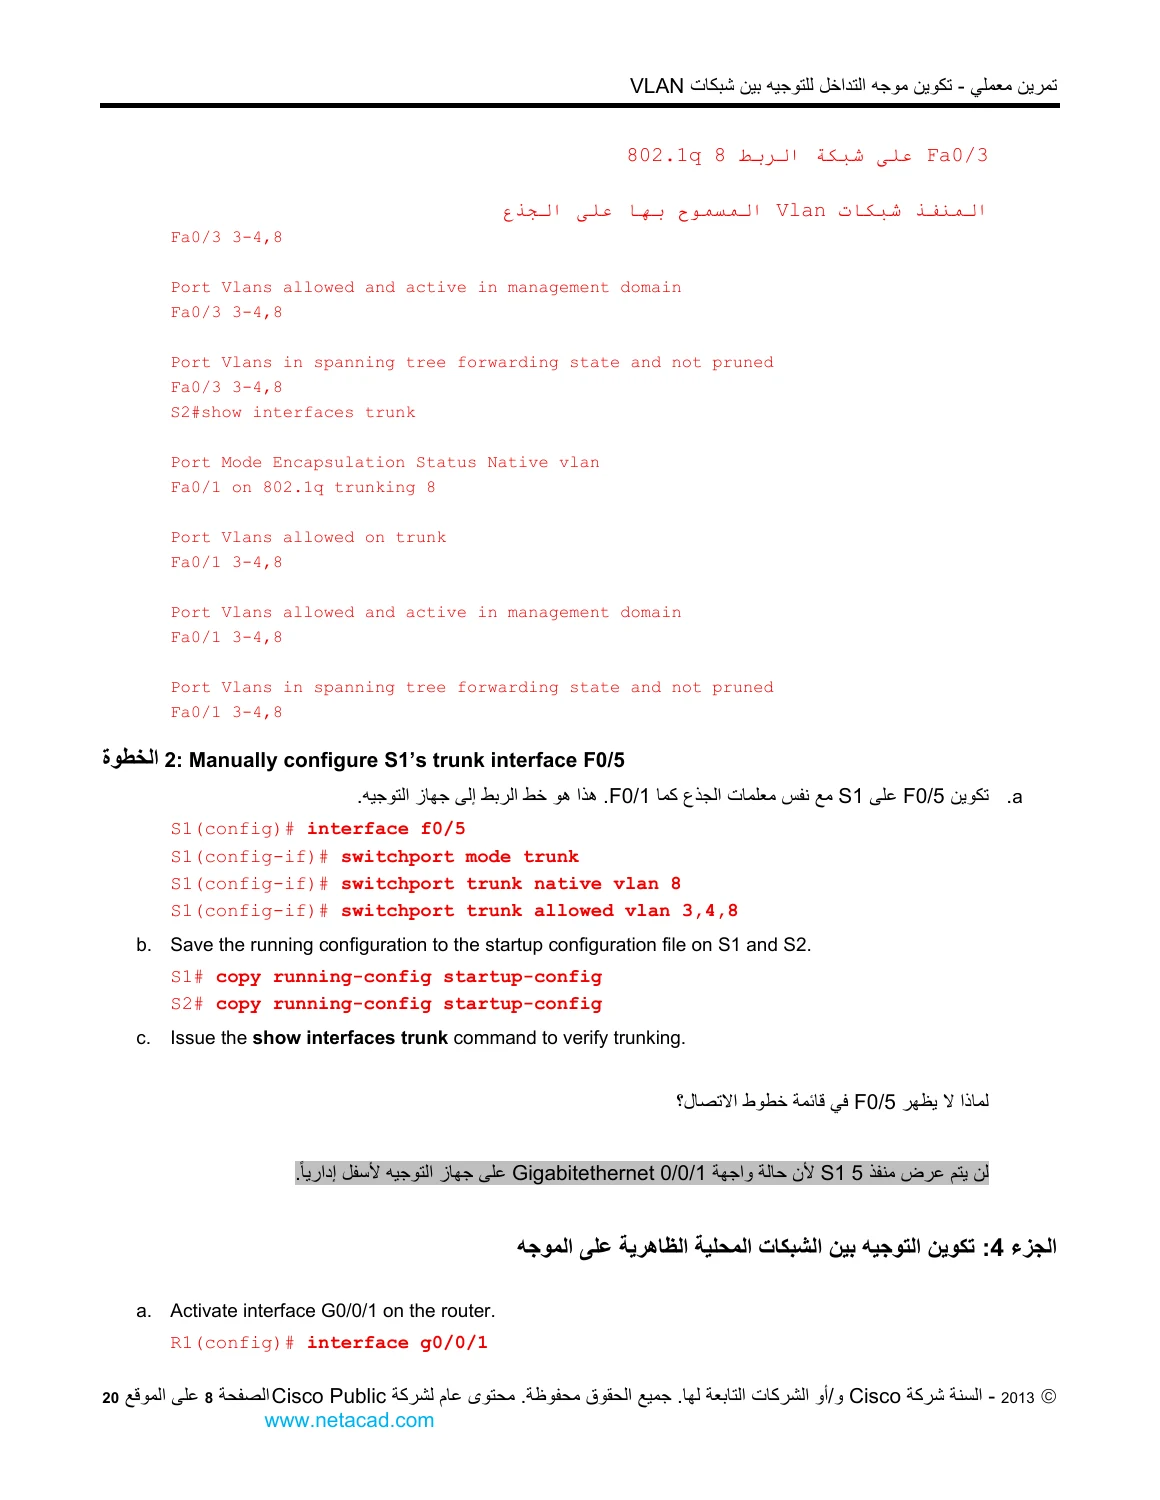 تمرين معملي - تكوين موجه التداخل للتوجيه بين شبكات VLAN
Fa0/3 على شبكة الربط 802.1q 8
المنفذ شبكات Vlan المسموح بها على الجذع
Fa0/3 3-4,8
Port Vlans allowed and active in management domain
Fa0/3 3-4,8
Port Vlans in spanning tree forwarding state and not pruned
Fa0/3 3-4,8
S2#show interfaces trunk
Port Mode Encapsulation Status Native vlan
Fa0/1 on 802.1q trunking 8
Port Vlans allowed on trunk
Fa0/1 3-4,8
Port Vlans allowed and active in management domain
Fa0/1 3-4,8
Port Vlans in spanning tree forwarding state and not pruned
Fa0/1 3-4,8
الخطوة 2: Manually configure S1’s trunk interface F0/5
a. تكوين F0/5 على S1 مع نفس معلمات الجذع كما F0/1. هذا هو خط الربط إلى جهاز التوجيه.
S1(config)# interface f0/5
S1(config-if)# switchport mode trunk
S1(config-if)# switchport trunk native vlan 8
S1(config-if)# switchport trunk allowed vlan 3,4,8
b. Save the running configuration to the startup configuration file on S1 and S2.
S1# copy running-config startup-config
S2# copy running-config startup-config
c. Issue the show interfaces trunk command to verify trunking.
لماذا لا يظهر F0/5 في قائمة خطوط الاتصال؟
لن يتم عرض منفذ S1 5 لأن حالة واجهة Gigabitethernet 0/0/1 على جهاز التوجيه لأسفل إدارياً.
الجزء 4: تكوين التوجيه بين الشبكات المحلية الظاهرية على الموجه
a. Activate interface G0/0/1 on the router.
R1(config)# interface g0/0/1
© 2013 - السنة شركة Cisco و/أو الشركات التابعة لها. جميع الحقوق محفوظة. محتوى عام لشركة Cisco Public الصفحة 8 على الموقع 20
www.netacad.com